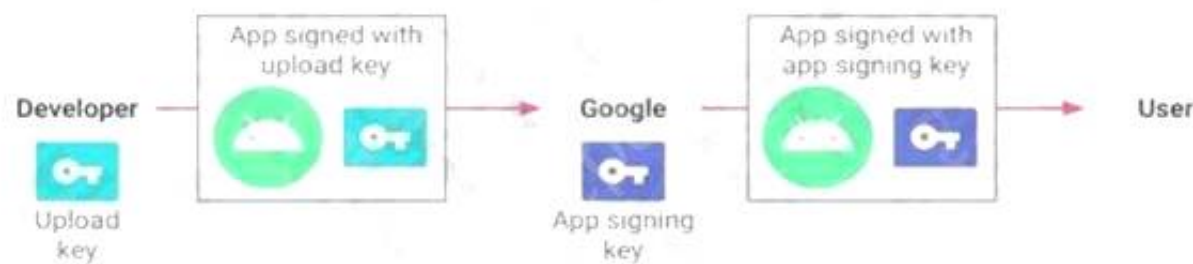 App signed with
upload key
App signed with
app signing key
Developer
Google
User
Upload
key
App signing
key